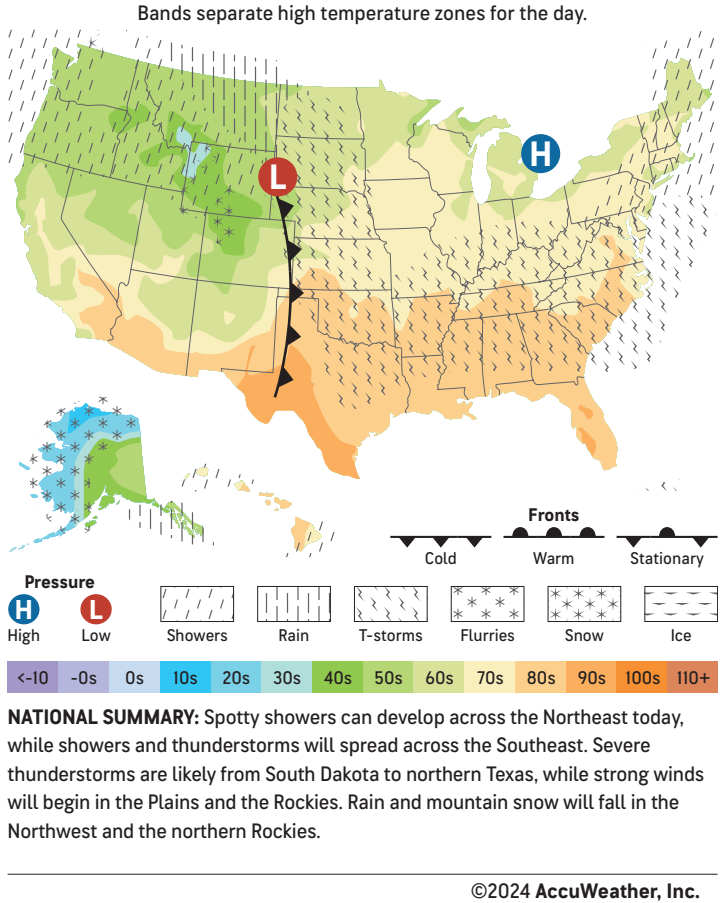 Bands separate high temperature zones for the day.
H
L
Fronts
Cold
Warm
Stationary
Pressure
H
L
High
Low
Showers
Rain
T-storms
Flurries
Snow
Ice
<-10 -0s 0s 10s 20s 30s 40s 50s 60s 70s 80s 90s 100s 110+
NATIONAL SUMMARY: Spotty showers can develop across the Northeast today,
while showers and thunderstorms will spread across the Southeast. Severe
thunderstorms are likely from South Dakota to northern Texas, while strong winds
will begin in the Plains and the Rockies. Rain and mountain snow will fall in the
Northwest and the northern Rockies.
©2024 AccuWeather, Inc.